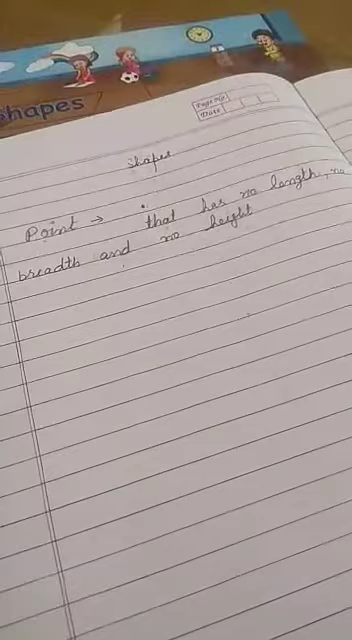 Shapes
Page No.
Date
Shapes
Point → . that has no length, no
breadth and no height